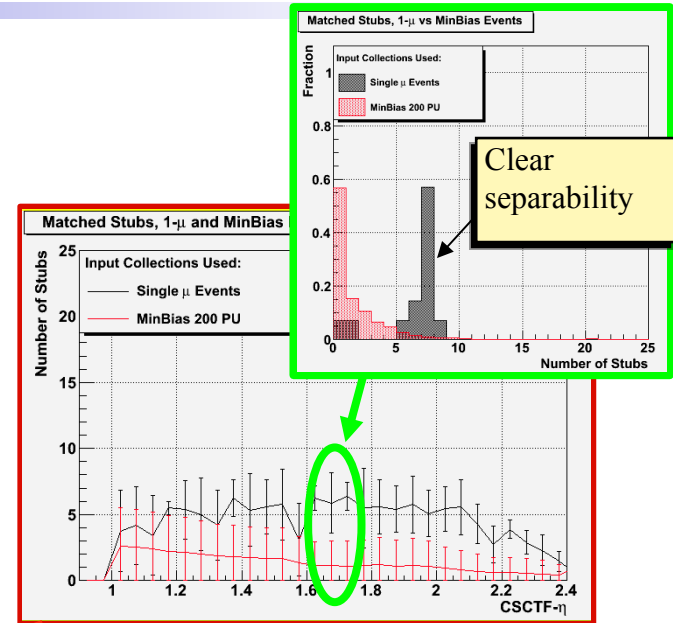 Matched Stubs, 1-μ vs MinBias Events
Fraction
Input Collections Used:
Single μ Events
MinBias 200 PU
1
0.8
0.6
0.4
0.2
0
0 5 10 15 20 25
Number of Stubs
Clear
separability
Matched Stubs, 1-μ and MinBias
Number of Stubs
Input Collections Used:
Single μ Events
MinBias 200 PU
25
20
15
10
5
0
1 1.2 1.4 1.6 1.8 2 2.2 2.4
CSCTF-η